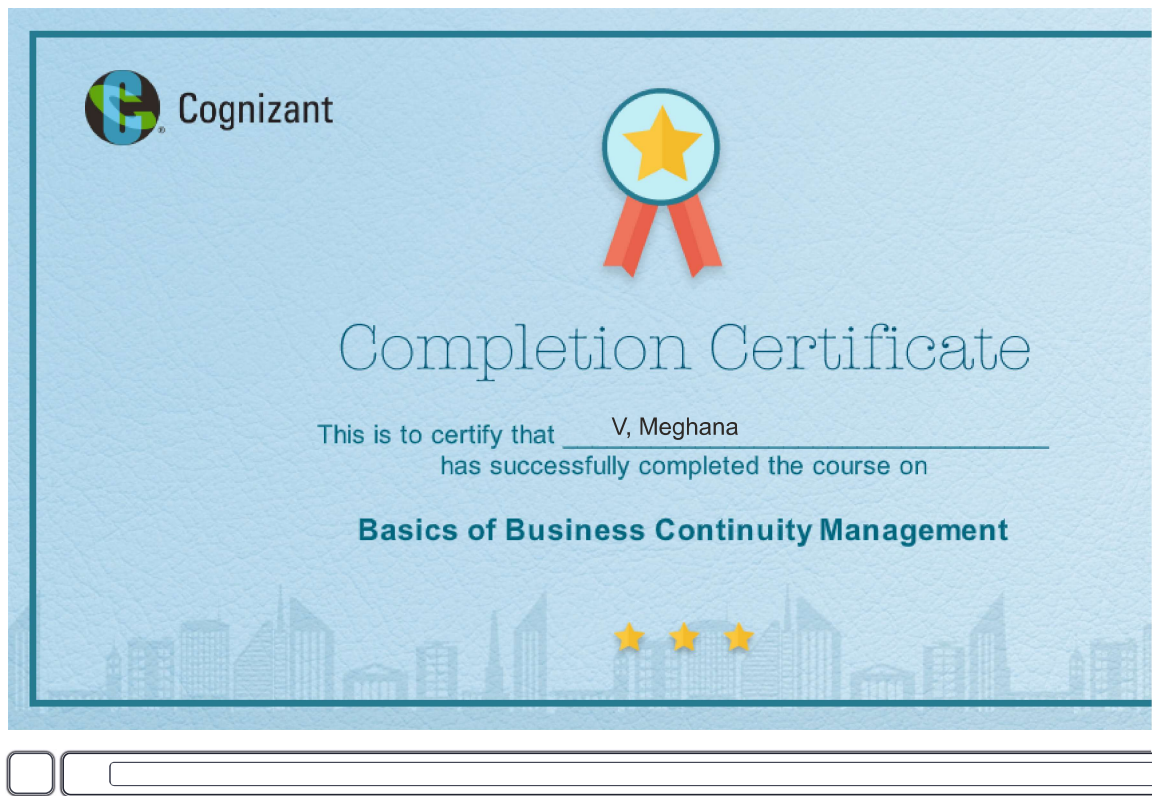 Cognizant
Completion Certificate
This is to certify that V, Meghana
has successfully completed the course on
Basics of Business Continuity Management